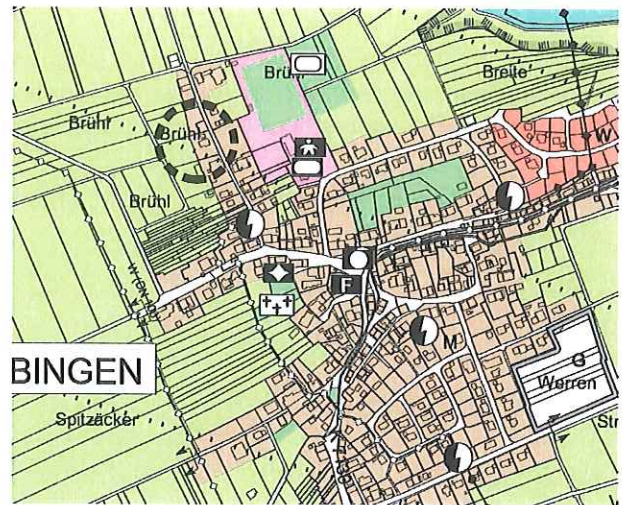 Brühl
Breite
Brühl
Brühl
W
Brühl
F
M
BINGEN
G
Werren
Spitzäcker
Str